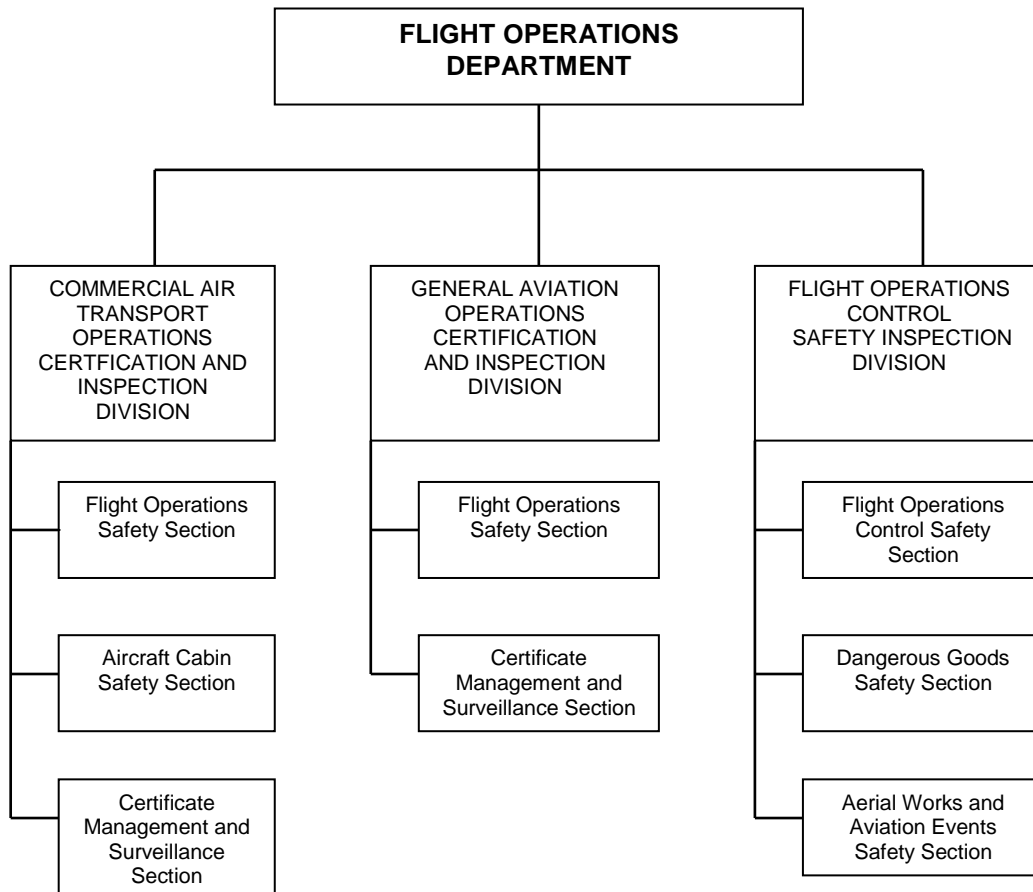 FLIGHT OPERATIONS
DEPARTMENT
COMMERCIAL AIR
TRANSPORT
OPERATIONS
CERTFICATION AND
INSPECTION
DIVISION
GENERAL AVIATION
OPERATIONS
CERTIFICATION
AND INSPECTION
DIVISION
FLIGHT OPERATIONS
CONTROL
SAFETY INSPECTION
DIVISION
Flight Operations
Safety Section
Aircraft Cabin
Safety Section
Certificate
Management and
Surveillance
Section
Flight Operations
Safety Section
Certificate
Management and
Surveillance Section
Flight Operations
Control Safety
Section
Dangerous Goods
Safety Section
Aerial Works and
Aviation Events
Safety Section